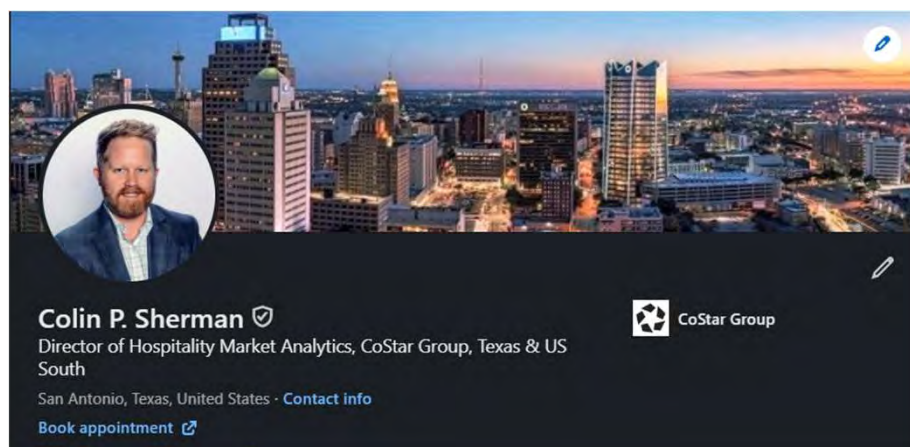 Colin P. Sherman
Director of Hospitality Market Analytics, CoStar Group, Texas & US
South
San Antonio, Texas, United States · Contact info
Book appointment
CoStar Group